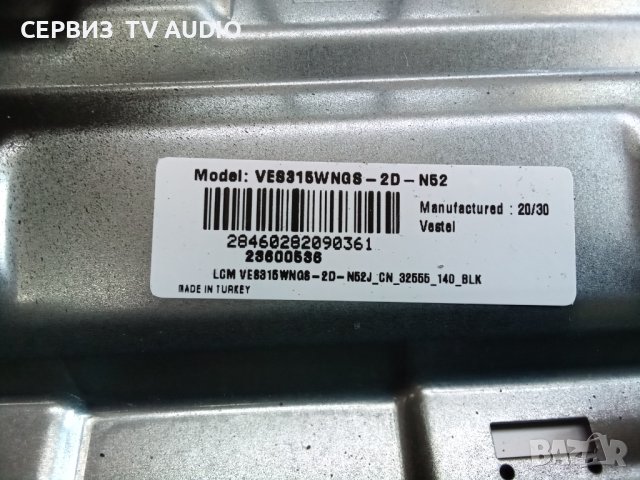 СЕРВИЗ TV AUDIO
Model: VES315WNGS-2D-N52
Manufactured : 20/30
Vestel
28460282090361
23600536
LCM VES315WNGS-2D-N52J_CN_32555_140_BLK
MADE IN TURKEY
BAZAR